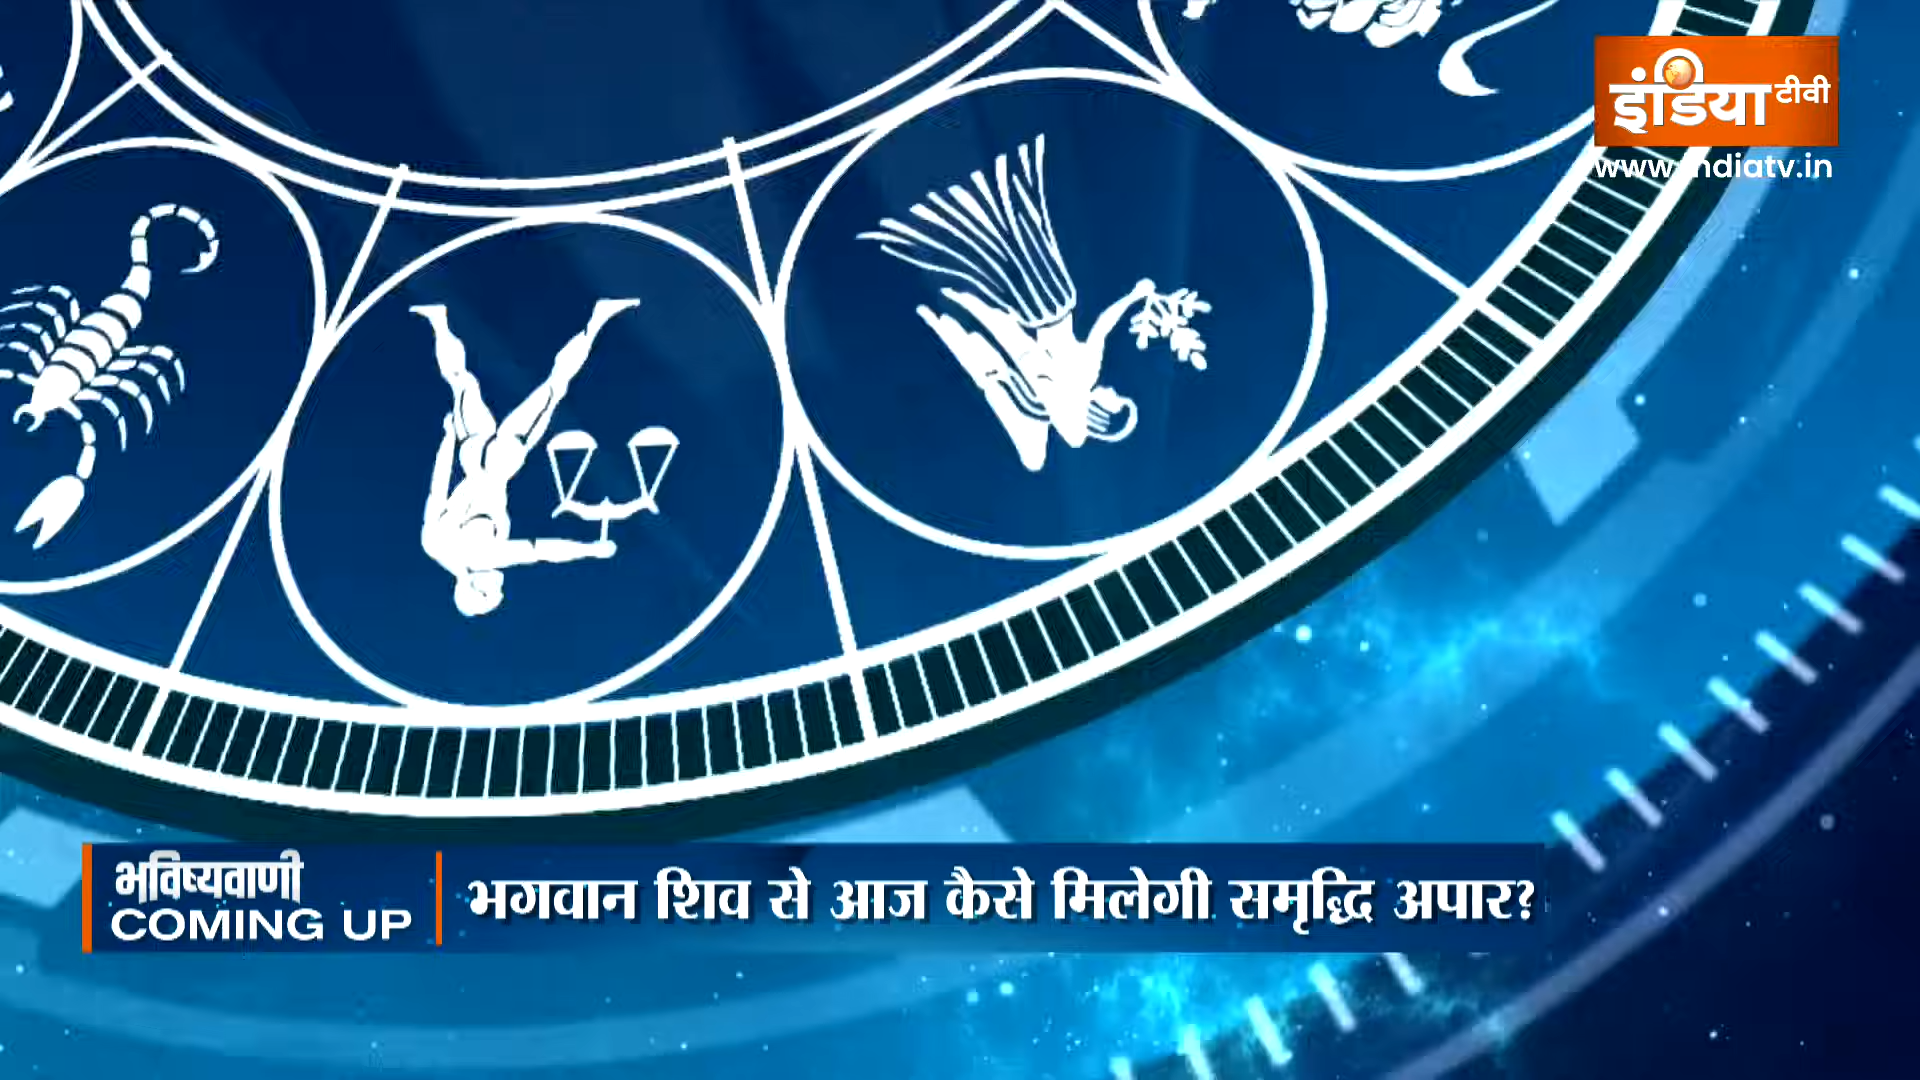 इंडिया टीवी
www.indiatv.in
भविष्यवाणी
COMING UP
भगवान शिव से आज कैसे मिलेगी समृद्धि अपार?